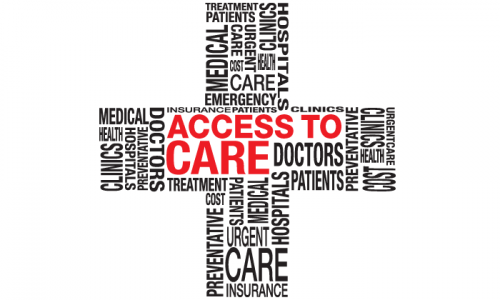 TREATMENT
PATIENTS
MEDICAL
URGENT
CARE
COST
HEALTH
CLINICS
HOSPITALS
CARE
EMERGENCY
INSURANCE PATIENTS CLINICS
MEDICAL
HEALTH
CLINICS
HOSPITALS
PREVENTATIVE
DOCTORS
ACCESS TO
CARE
DOCTORS
PATIENTS
PREVENTATIVE
CLINICS
HEALTH
COST
URGENTCARE
TREATMENT
COST
PREVENTATIVE
PATIENTS
MEDICAL
HOSPITALS
URGENT
CARE
INSURANCE